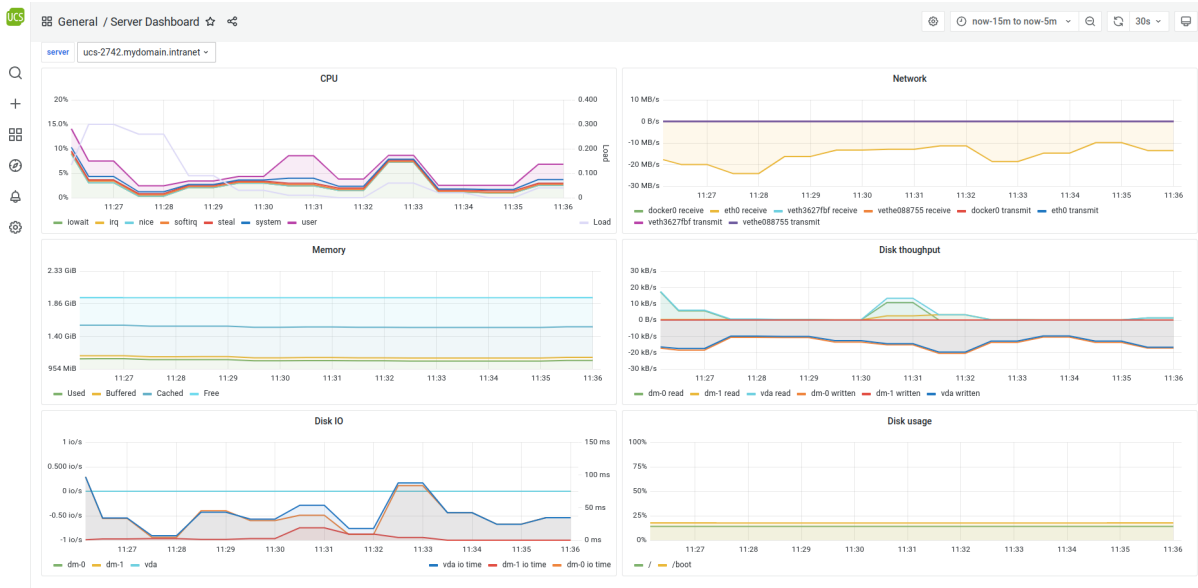 UCS
General / Server Dashboard
now-15m to now-5m
30s
server
ucs-2742.mydomain.intranet
CPU
20%
15.0%
10%
5%
0%
0.400
0.300
0.200
0.100
0
Load
11:27 11:28 11:29 11:30 11:31 11:32 11:33 11:34 11:35 11:36
iowait irq nice softirq steal system user Load
Network
10 MB/s
0 B/s
-10 MB/s
-20 MB/s
-30 MB/s
11:27 11:28 11:29 11:30 11:31 11:32 11:33 11:34 11:35 11:36
docker0 receive eth0 receive veth3627fbf receive vethe088755 receive docker0 transmit eth0 transmit
veth3627fbf transmit vethe088755 transmit
Memory
2.33 GiB
1.86 GiB
1.40 GiB
954 MiB
11:27 11:28 11:29 11:30 11:31 11:32 11:33 11:34 11:35 11:36
Used Buffered Cached Free
Disk thoughput
30 kB/s
20 kB/s
10 kB/s
0 B/s
-10 kB/s
-20 kB/s
-30 kB/s
11:27 11:28 11:29 11:30 11:31 11:32 11:33 11:34 11:35 11:36
dm-0 read dm-1 read vda read dm-0 written dm-1 written vda written
Disk IO
1 io/s
0.500 io/s
0 io/s
-0.50 io/s
-1 io/s
150 ms
100 ms
50 ms
0 ms
11:27 11:28 11:29 11:30 11:31 11:32 11:33 11:34 11:35 11:36
dm-0 dm-1 vda vda io time dm-1 io time dm-0 io time
Disk usage
100%
75%
50%
25%
0%
11:27 11:28 11:29 11:30 11:31 11:32 11:33 11:34 11:35 11:36
/ /boot